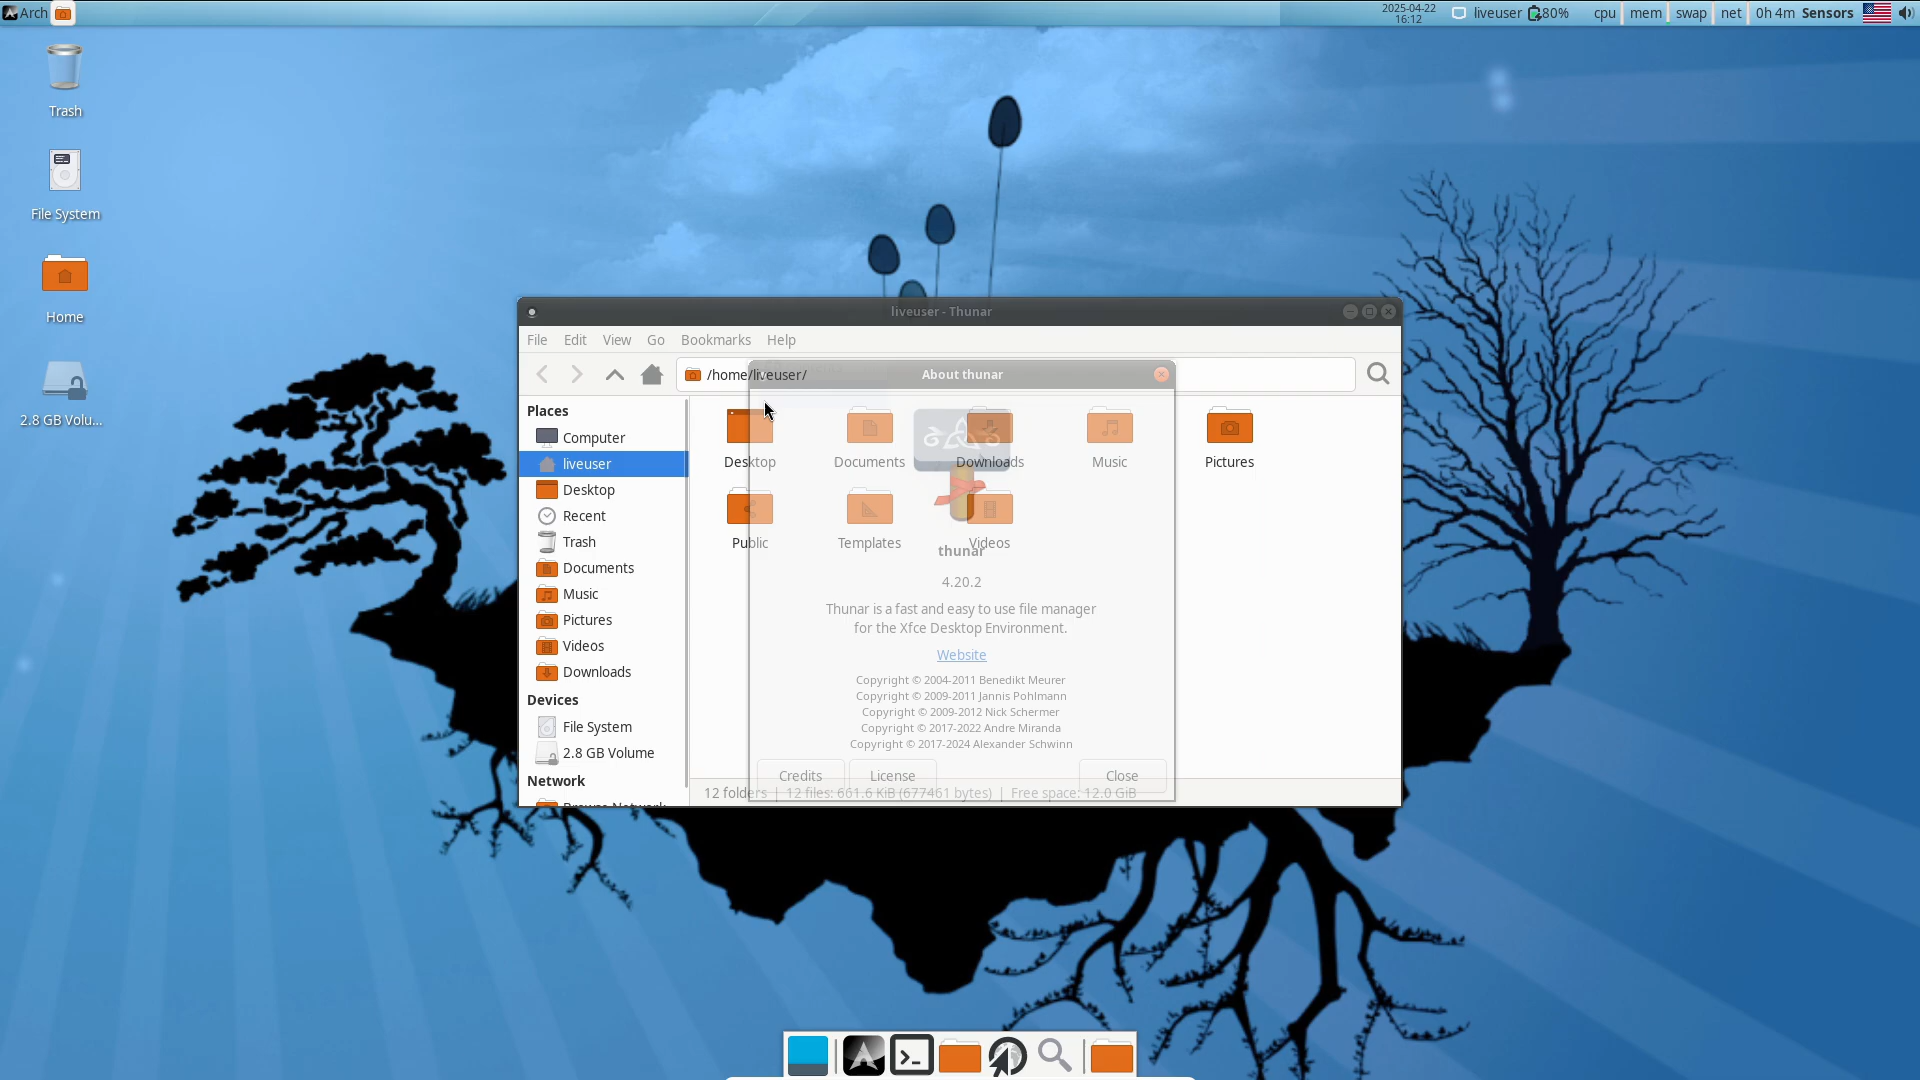 Arch
2025-04-22
16:12
liveuser
80%
cpu
mem
swap
net
0h 4m
Sensors
Trash
File System
Home
2.8 GB Volu...
liveuser - Thunar
File Edit View Go Bookmarks Help
/home/liveuser/
About thunar
Places
Computer
liveuser
Desktop
Recent
Trash
Documents
Music
Pictures
Videos
Downloads
Devices
File System
2.8 GB Volume
Network
Browse Network
Desktop
Documents
Downloads
Music
Pictures
Public
Templates
Videos
thunar
4.20.2
Thunar is a fast and easy to use file manager
for the Xfce Desktop Environment.
Website
Copyright © 2004-2011 Benedikt Meurer
Copyright © 2009-2011 Jannis Pohlmann
Copyright © 2009-2012 Nick Schermer
Copyright © 2017-2022 Andre Miranda
Copyright © 2017-2024 Alexander Schwinn
Credits
License
Close
12 folders | 12 files: 661.6 KiB (677461 bytes) | Free space: 12.0 GiB